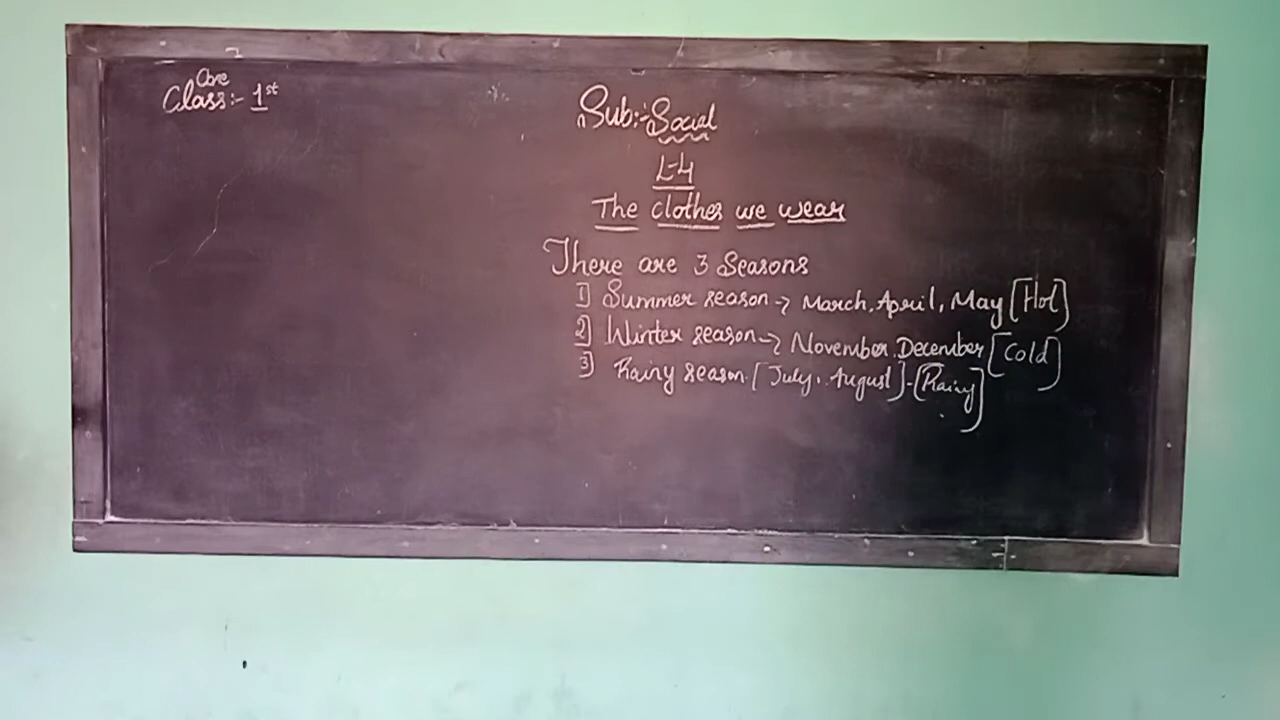 One
Class:- 1st
Sub:- Social
L-4
The clothes we wear
There are 3 Seasons
1] Summer season → March, April, May [Hot]
2] Winter season → November, December [Cold]
3] Rainy season. [July, August] - [Rainy]